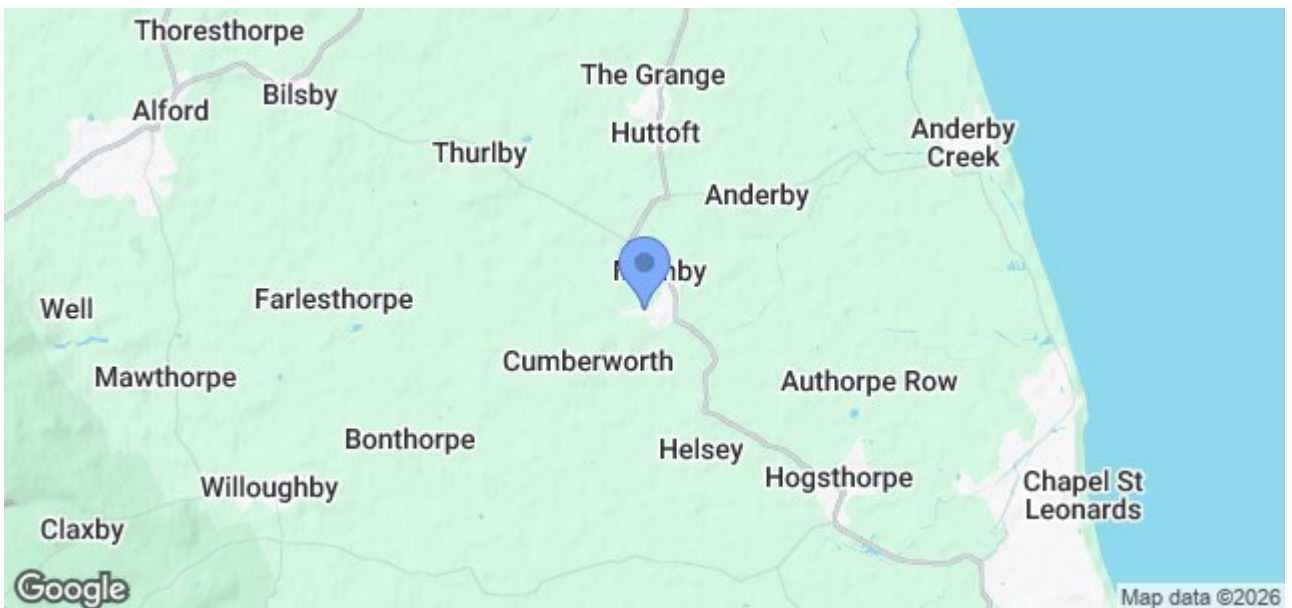 Thoresthorpe
The Grange
Bilsby
Alford
Huttoft
Anderby
Creek
Thurlby
Anderby
Farlesthorpe
Well
Cumberworth
Mawthorpe
Authorpe Row
Bonthorpe
Helsey
Hogsthorpe
Willoughby
Chapel St
Leonards
Claxby
Google
Map data ©2026